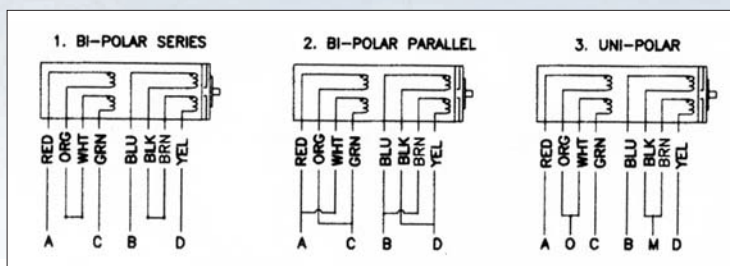 1. BI-POLAR SERIES
2. BI-POLAR PARALLEL
3. UNI-POLAR
RED ORG WHT GRN BLU BLK BRN YEL
RED ORG WHT GRN BLU BLK BRN YEL
RED ORG WHT GRN BLU BLK BRN YEL
A C B D
A C B D
A O C B M D